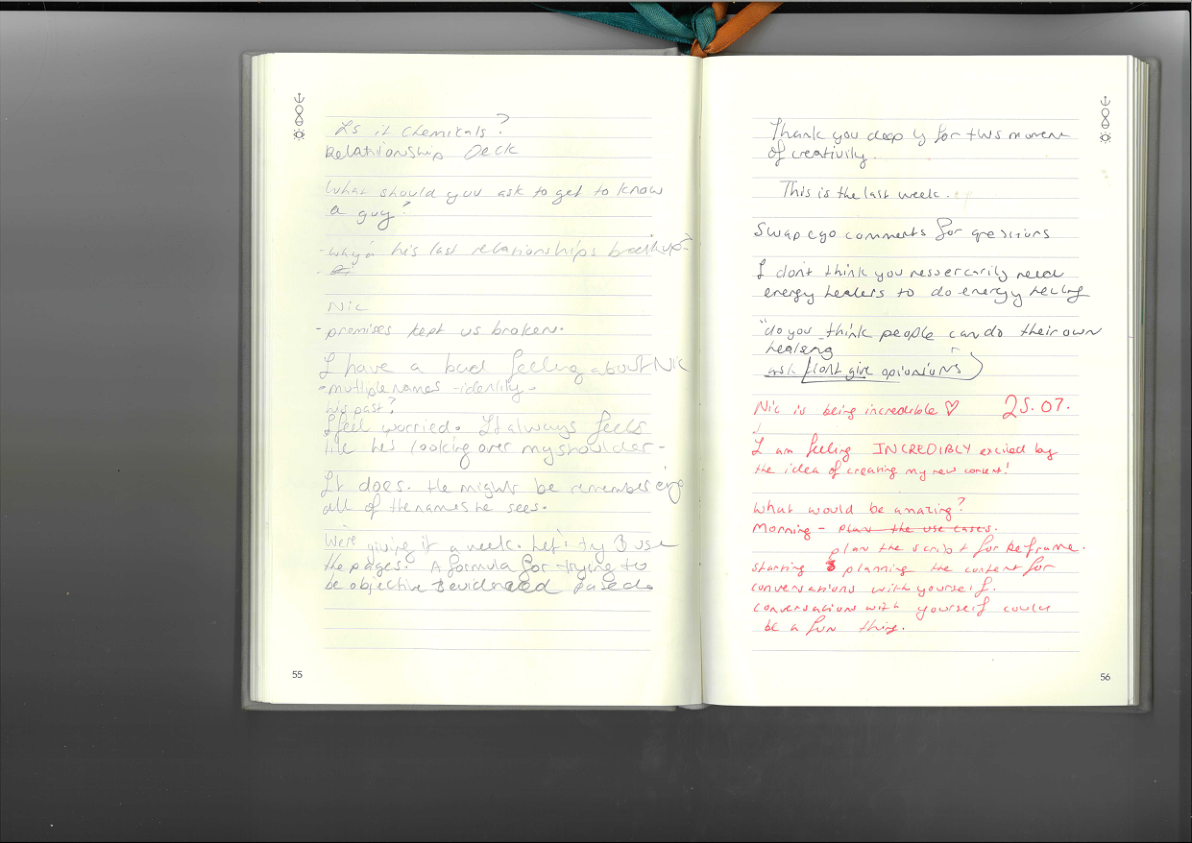 Is it chemicals?
Relationship Deck
What should you ask to get to know
a guy?
- why? his last relationships breakup?
Nic
- promises kept us broken.
I have a bad feeling about Nic
- multiple names - identity -
his past?
I feel worried. It always feels
like he's looking over my shoulder -
It does. He might be remembering
all of the names he sees.
We're giving it a week. Let's try & use
the pages. A formula for trying to
be objective & evidneed based
55
Thank you deeply for this moment
of creativity.
This is the last week.
Swap ego comments for questions
I don't think you nessercarily need
energy healers to do energy healing
"do you think people can do their own
healing
ask / don't give opionions
Nic is being incredible ♡ 25.07.
I am feeling INCREDIBLY excited by
the idea of creating my new content!
What would be amazing?
Morning - plan the use cases.
plan the script for Reframe.
starting planning the content for
conversations with yourself.
conversations with yourself could
be a fun thing.
56